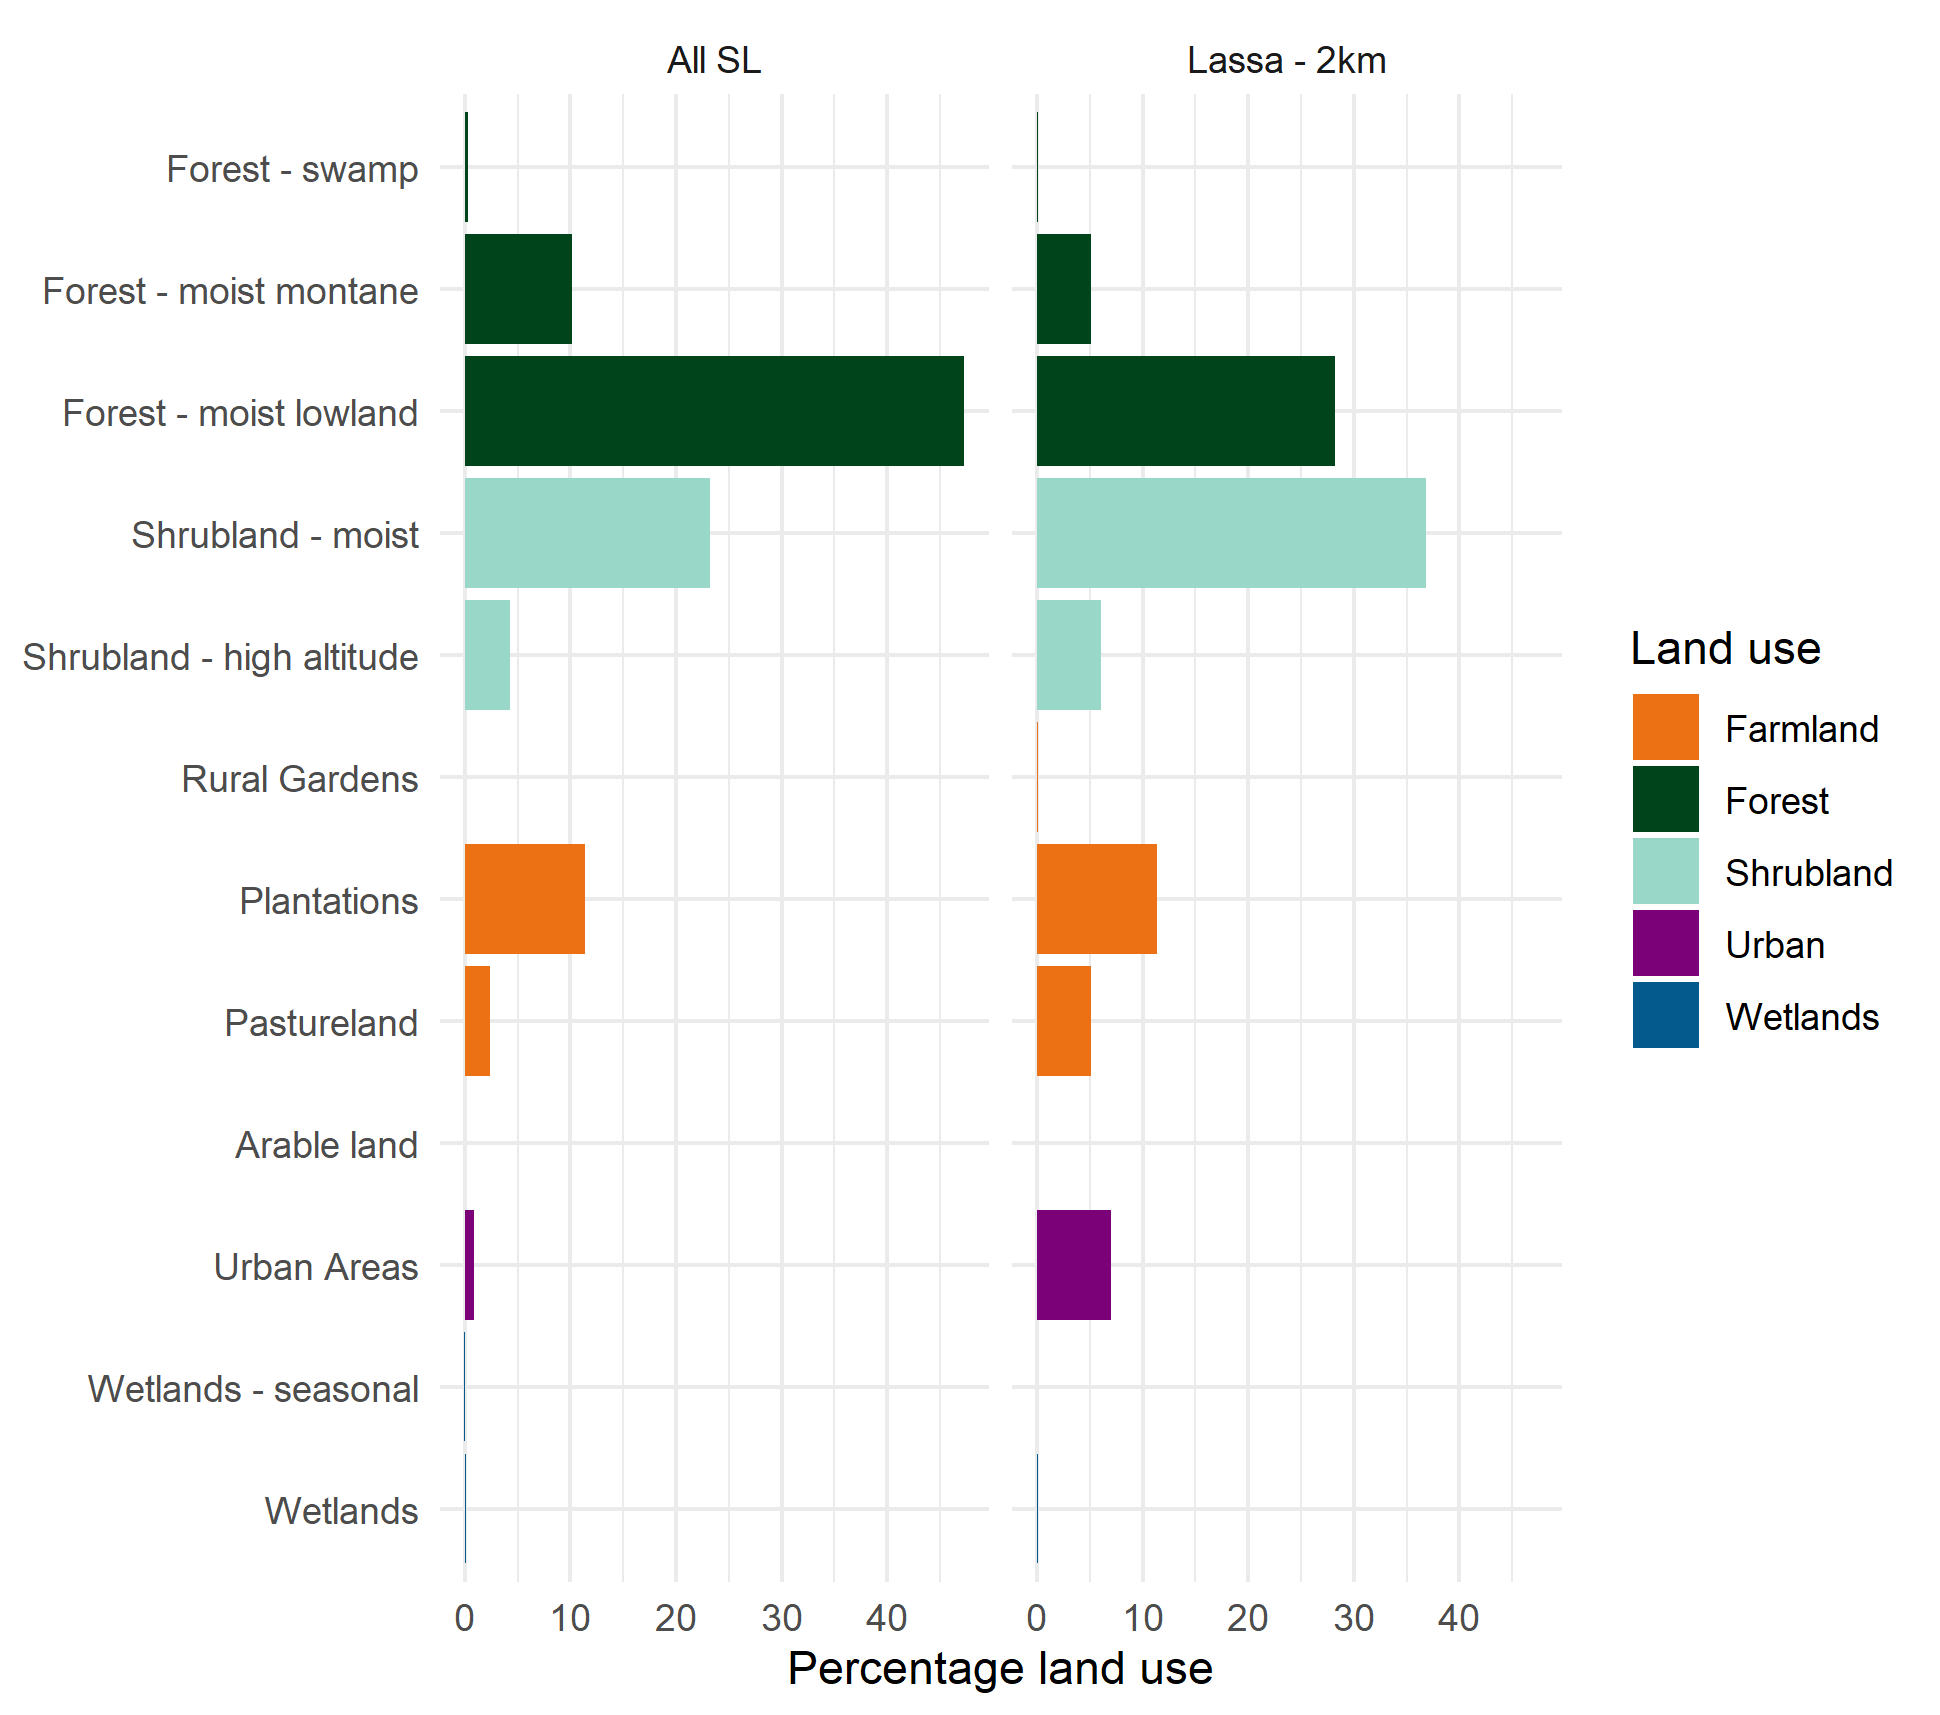 All SL
Lassa - 2km
Forest - swamp
Forest - moist montane
Forest - moist lowland
Shrubland - moist
Shrubland - high altitude
Rural Gardens
Plantations
Pastureland
Arable land
Urban Areas
Wetlands - seasonal
Wetlands
0 10 20 30 40
0 10 20 30 40
Percentage land use
Land use
Farmland
Forest
Shrubland
Urban
Wetlands